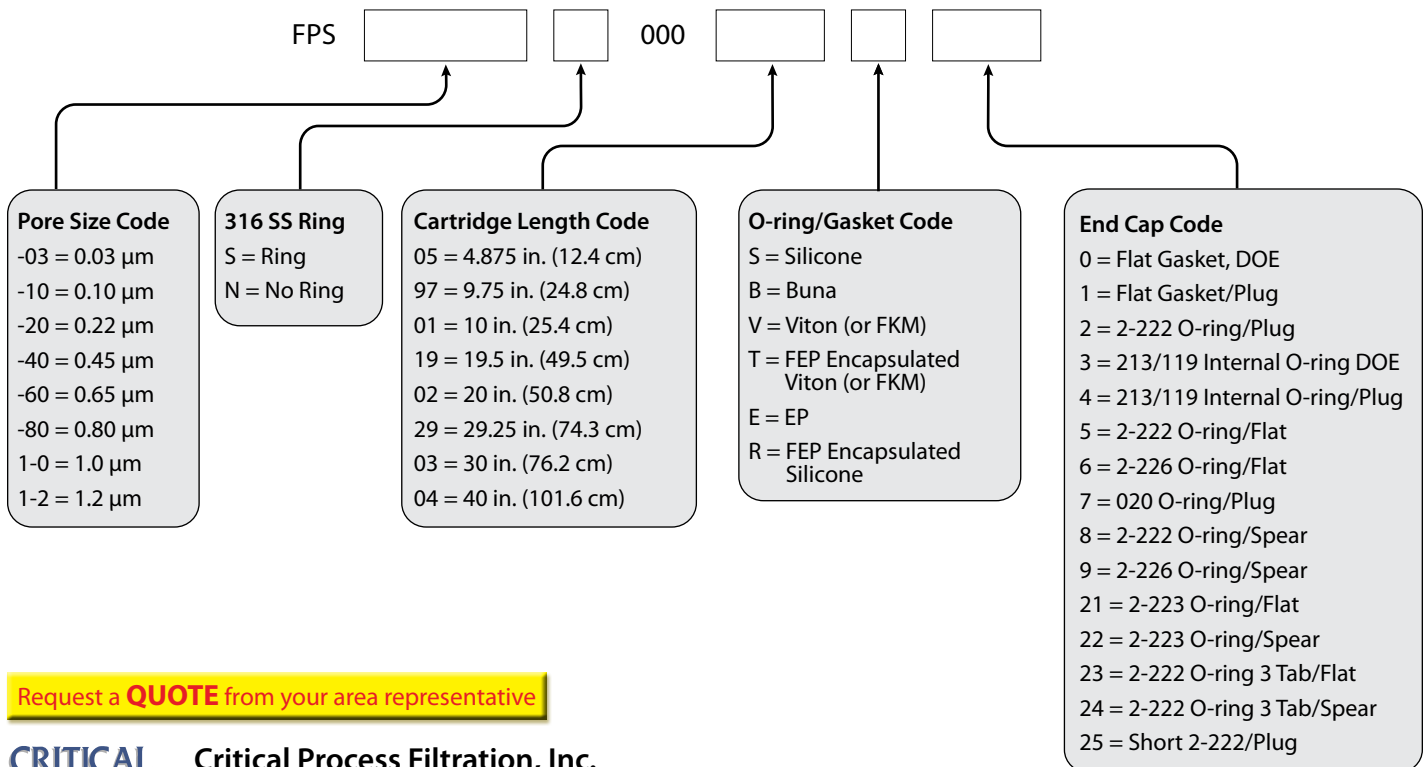 FPS 000
Pore Size Code
-03 = 0.03 µm
-10 = 0.10 µm
-20 = 0.22 µm
-40 = 0.45 µm
-60 = 0.65 µm
-80 = 0.80 µm
1-0 = 1.0 µm
1-2 = 1.2 µm
316 SS Ring
S = Ring
N = No Ring
Cartridge Length Code
05 = 4.875 in. (12.4 cm)
97 = 9.75 in. (24.8 cm)
01 = 10 in. (25.4 cm)
19 = 19.5 in. (49.5 cm)
02 = 20 in. (50.8 cm)
29 = 29.25 in. (74.3 cm)
03 = 30 in. (76.2 cm)
04 = 40 in. (101.6 cm)
O-ring/Gasket Code
S = Silicone
B = Buna
V = Viton (or FKM)
T = FEP Encapsulated
Viton (or FKM)
E = EP
R = FEP Encapsulated
Silicone
End Cap Code
0 = Flat Gasket, DOE
1 = Flat Gasket/Plug
2 = 2-222 O-ring/Plug
3 = 213/119 Internal O-ring DOE
4 = 213/119 Internal O-ring/Plug
5 = 2-222 O-ring/Flat
6 = 2-226 O-ring/Flat
7 = 020 O-ring/Plug
8 = 2-222 O-ring/Spear
9 = 2-226 O-ring/Spear
21 = 2-223 O-ring/Flat
22 = 2-223 O-ring/Spear
23 = 2-222 O-ring 3 Tab/Flat
24 = 2-222 O-ring 3 Tab/Spear
25 = Short 2-222/Plug
Request a QUOTE from your area representative
CRITICAL Critical Process Filtration, Inc.